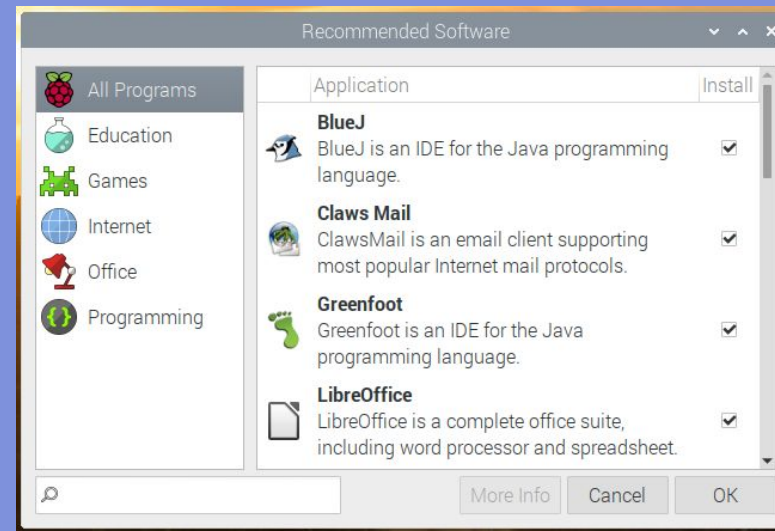 Recommended Software
All Programs
Education
Games
Internet
Office
Programming
Application
Install
BlueJ
BlueJ is an IDE for the Java programming
language.
Claws Mail
ClawsMail is an email client supporting
most popular Internet mail protocols.
Greenfoot
Greenfoot is an IDE for the Java
programming language.
LibreOffice
LibreOffice is a complete office suite,
including word processor and spreadsheet.
More Info
Cancel
OK